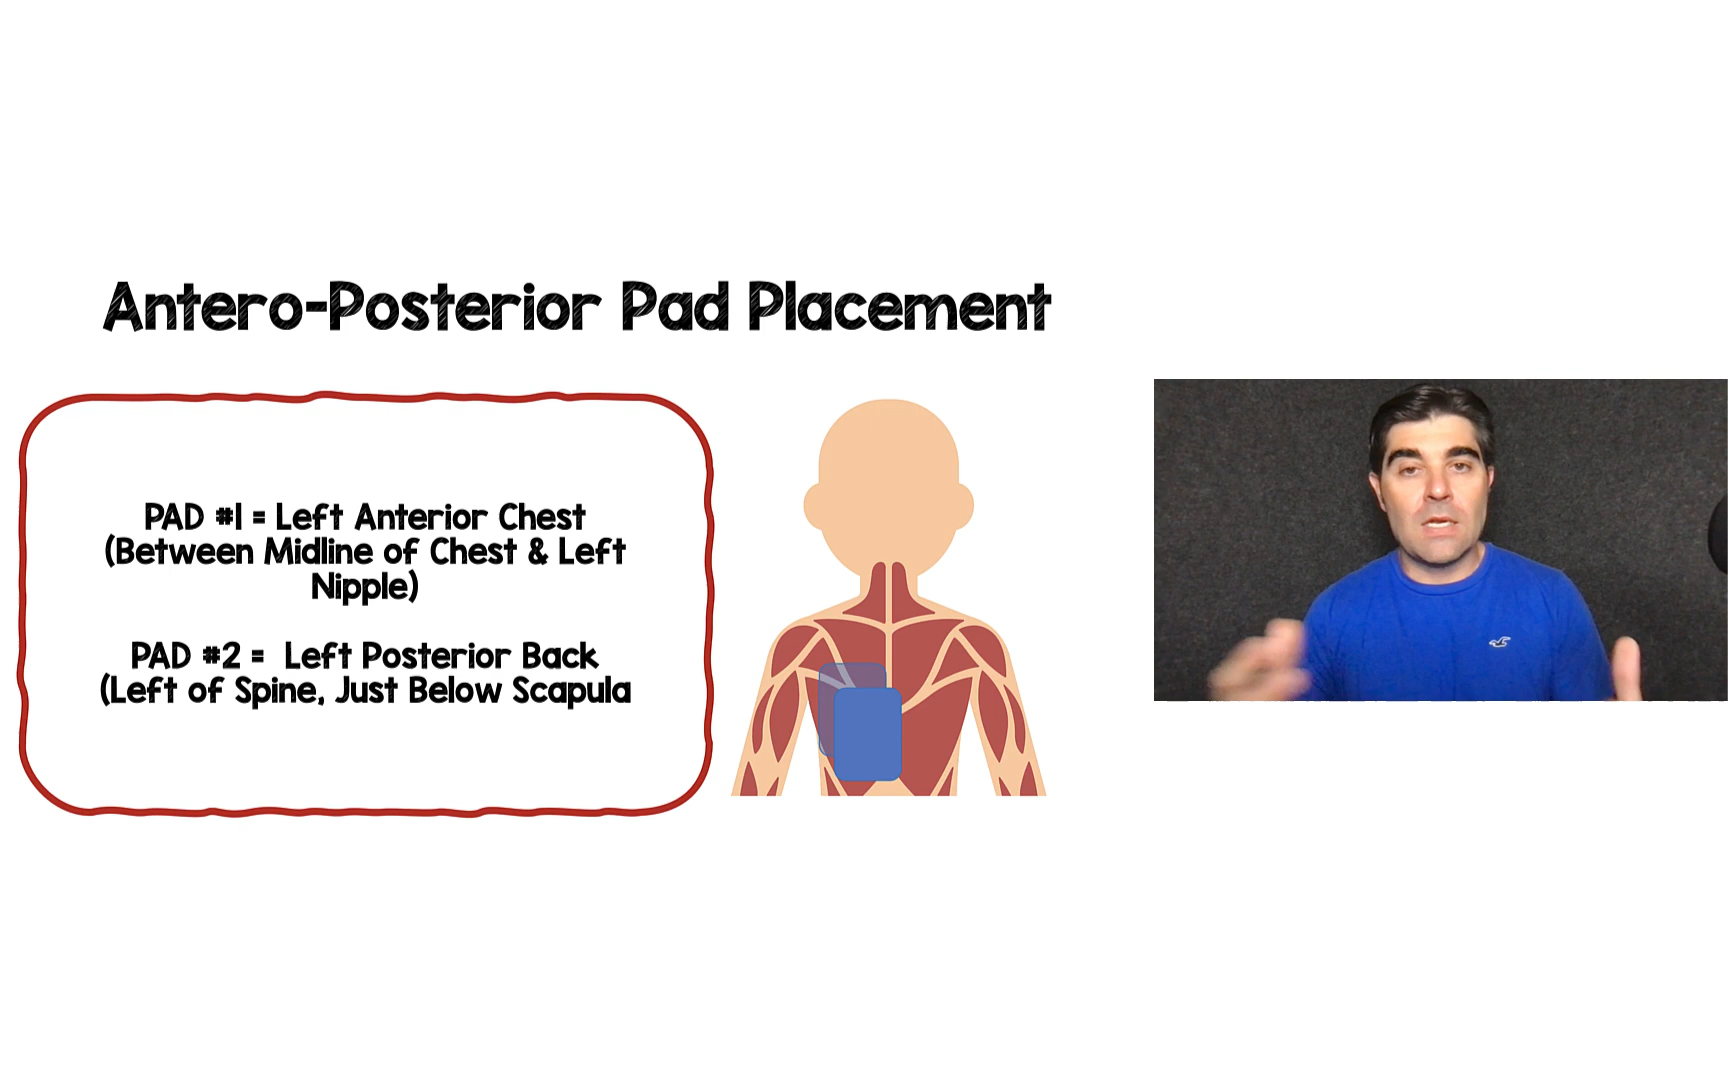 Antero-Posterior Pad Placement
PAD #1 = Left Anterior Chest
(Between Midline of Chest & Left
Nipple)
PAD #2 = Left Posterior Back
(Left of Spine, Just Below Scapula